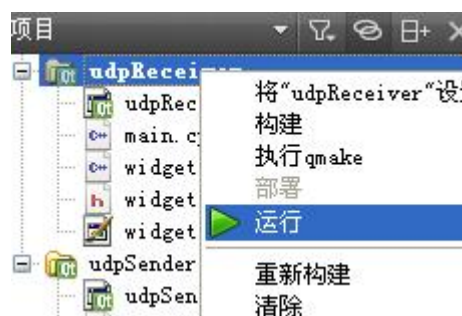 项目
udpReceiver
udpRec
main.c
widget
widget
widget
udpSender
udpSen
将"udpReceiver"设
构建
执行qmake
部署
运行
重新构建
清除